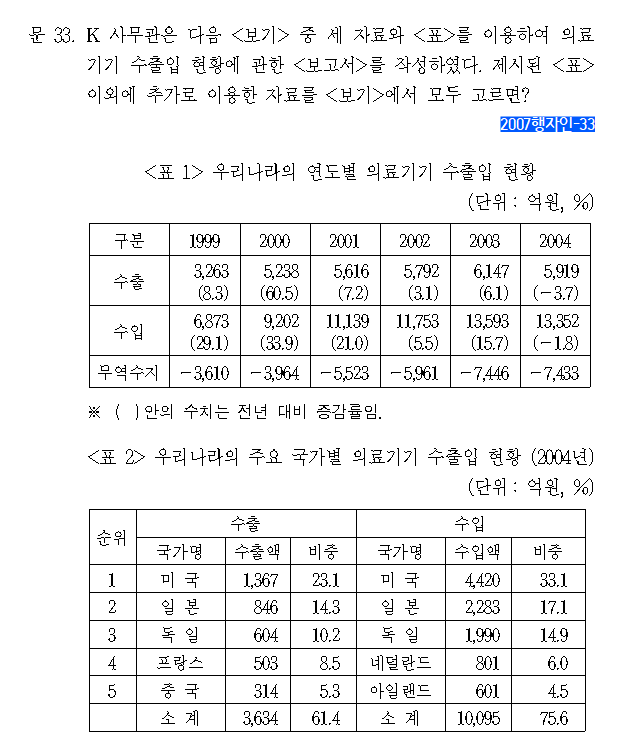 문 33. K 사무관은 다음 <보기> 중 세 자료와 <표>를 이용하여 의료
기기 수출입 현황에 관한 <보고서>를 작성하였다. 제시된 <표>
이외에 추가로 이용한 자료를 <보기>에서 모두 고르면?
2007행자인-33
<표 1> 우리나라의 연도별 의료기기 수출입 현황
(단위 : 억원, %)
구분 1999 2000 2001 2002 2003 2004
수출 3,263 5,238 5,616 5,792 6,147 5,919
(8.3) (60.5) (7.2) (3.1) (6.1) (-3.7)
수입 6,873 9,202 11,139 11,753 13,593 13,352
(29.1) (33.9) (21.0) (5.5) (15.7) (-1.8)
무역수지 -3,610 -3,964 -5,523 -5,961 -7,446 -7,433
※ ( )안의 수치는 전년 대비 증감률임.
<표 2> 우리나라의 주요 국가별 의료기기 수출입 현황 (2004년)
(단위 : 억원, %)
순위 수출 수입
국가명 수출액 비중 국가명 수입액 비중
1 미 국 1,367 23.1 미 국 4,420 33.1
2 일 본 846 14.3 일 본 2,283 17.1
3 독 일 604 10.2 독 일 1,990 14.9
4 프랑스 503 8.5 네덜란드 801 6.0
5 중 국 314 5.3 아일랜드 601 4.5
소 계 3,634 61.4 소 계 10,095 75.6